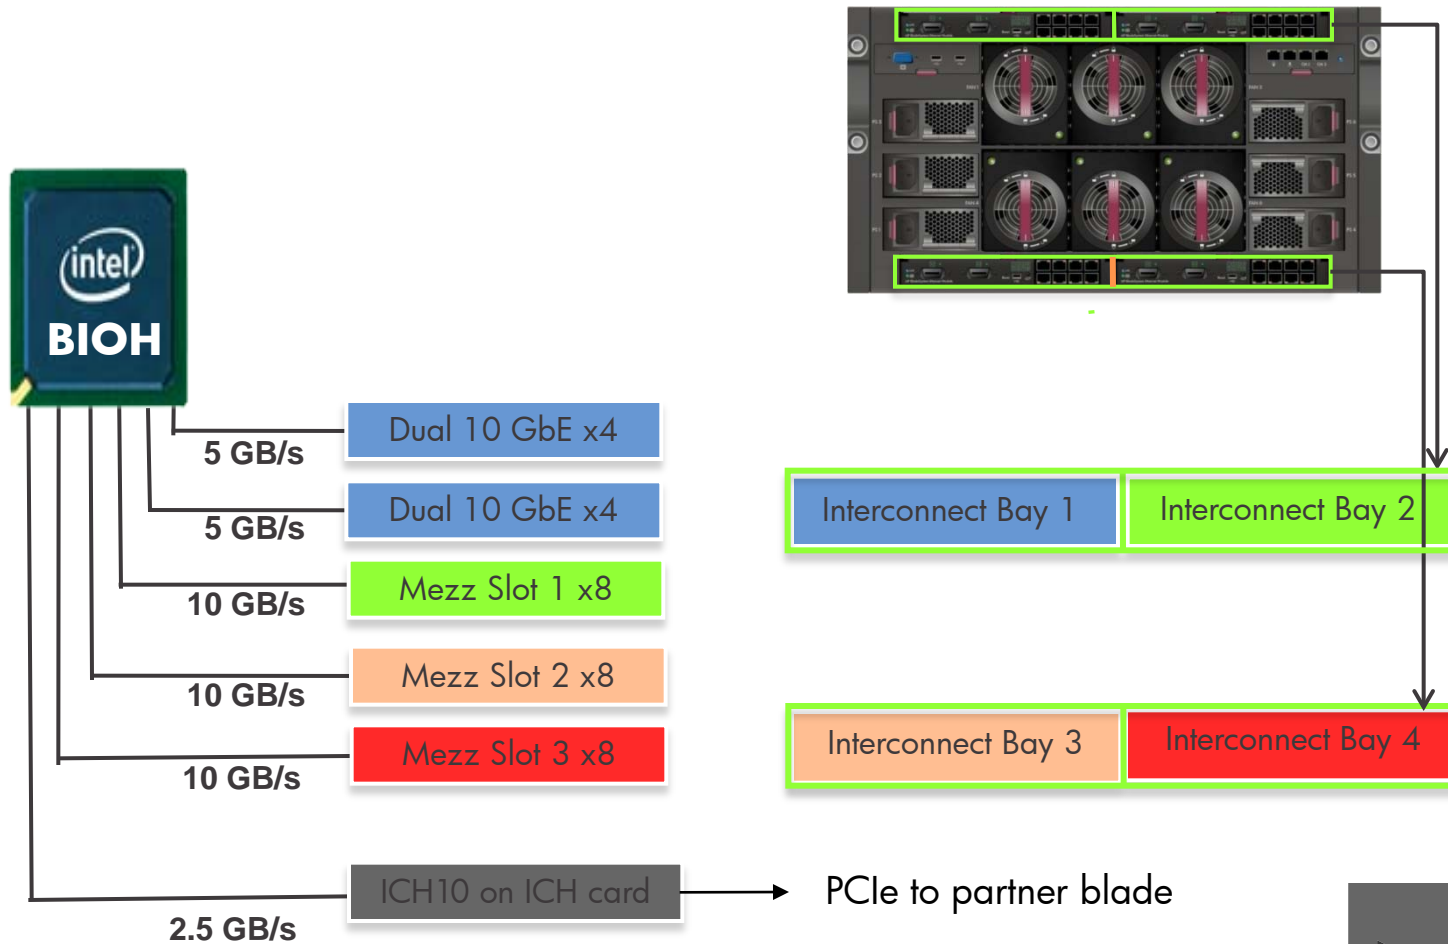 intel
BIOH
5 GB/s
Dual 10 GbE x4
5 GB/s
Dual 10 GbE x4
10 GB/s
Mezz Slot 1 x8
10 GB/s
Mezz Slot 2 x8
10 GB/s
Mezz Slot 3 x8
2.5 GB/s
ICH10 on ICH card
PCIe to partner blade
Interconnect Bay 1
Interconnect Bay 2
Interconnect Bay 3
Interconnect Bay 4